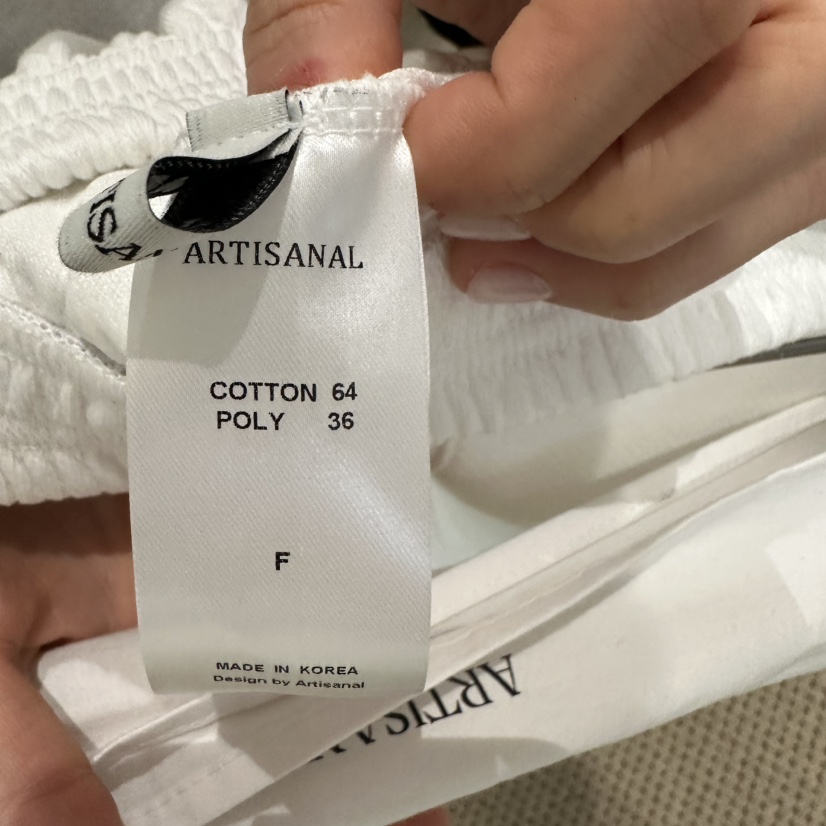 ARTISANAL
COTTON 64
POLY 36
F
MADE IN KOREA
Design by Artisanal